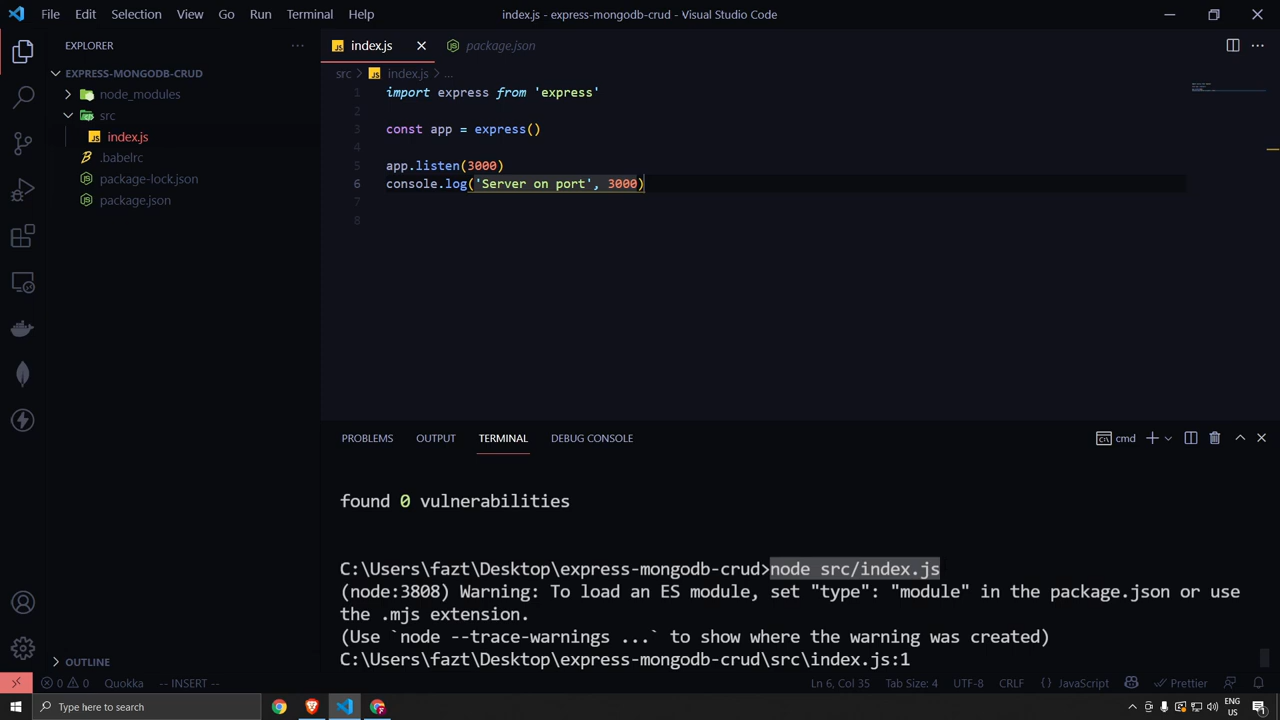 File Edit Selection View Go Run Terminal Help
index.js - express-mongodb-crud - Visual Studio Code
EXPLORER
EXPRESS-MONGODB-CRUD
node_modules
src
JS index.js
.babelrc
package-lock.json
package.json
OUTLINE
JS index.js
package.json
src > JS index.js > ...
1 import express from 'express'
2
3 const app = express()
4
5 app.listen(3000)
6 console.log('Server on port', 3000)
7
8
PROBLEMS OUTPUT TERMINAL DEBUG CONSOLE
cmd
found 0 vulnerabilities
C:\Users\fazt\Desktop\express-mongodb-crud>node src/index.js
(node:3808) Warning: To load an ES module, set "type": "module" in the package.json or use
the .mjs extension.
(Use `node --trace-warnings ...` to show where the warning was created)
C:\Users\fazt\Desktop\express-mongodb-crud\src\index.js:1
0 0 Quokka -- INSERT -- Ln 6, Col 35 Tab Size: 4 UTF-8 CRLF {} JavaScript Prettier
Type here to search
ENG
US